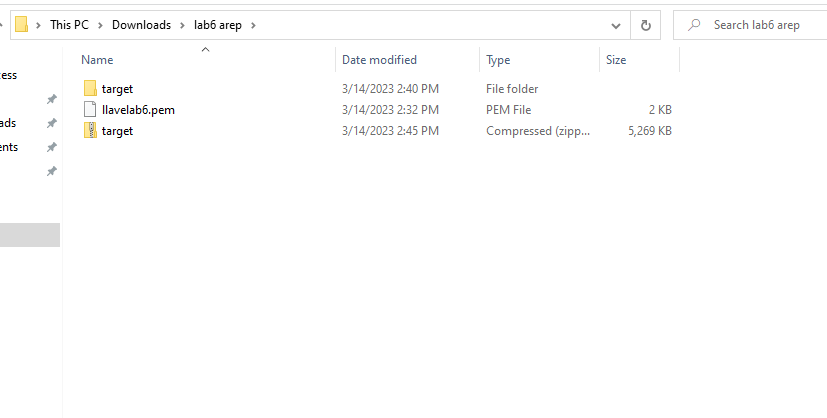 This PC > Downloads > lab6 arep >
Search lab6 arep
Name Date modified Type Size
cess
target 3/14/2023 2:40 PM File folder
llavelab6.pem 3/14/2023 2:32 PM PEM File 2 KB
ads
target 3/14/2023 2:45 PM Compressed (zipp... 5,269 KB
ents